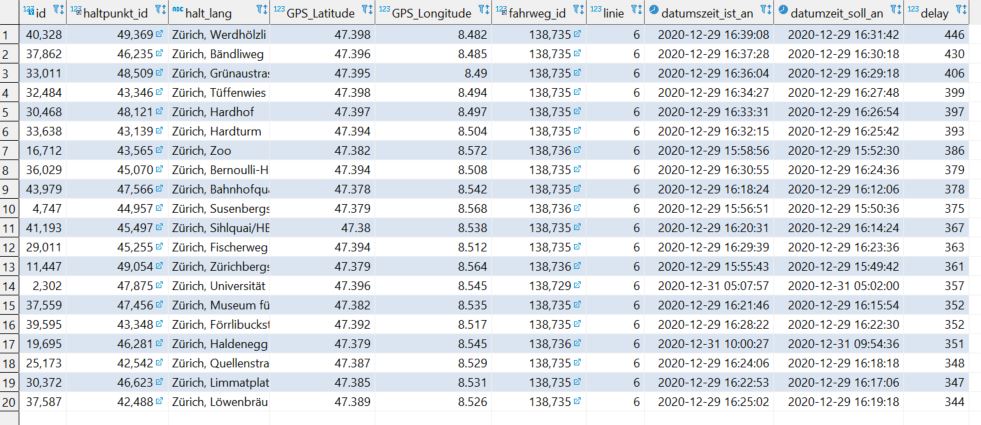 123 id 123 haltpunkt_id ABC halt_lang 123 GPS_Latitude 123 GPS_Longitude 123 fahrweg_id 123 linie datumszeit_ist_an datumzeit_soll_an 123 delay
1 40,328 49,369 Zürich, Werdhölzli 47.398 8.482 138,735 6 2020-12-29 16:39:08 2020-12-29 16:31:42 446
2 37,862 46,235 Zürich, Bändliweg 47.396 8.485 138,735 6 2020-12-29 16:37:28 2020-12-29 16:30:18 430
3 33,011 48,509 Zürich, Grünaustras 47.395 8.49 138,735 6 2020-12-29 16:36:04 2020-12-29 16:29:18 406
4 32,484 43,346 Zürich, Tüffenwies 47.398 8.494 138,735 6 2020-12-29 16:34:27 2020-12-29 16:27:48 399
5 30,468 48,121 Zürich, Hardhof 47.397 8.497 138,735 6 2020-12-29 16:33:31 2020-12-29 16:26:54 397
6 33,638 43,139 Zürich, Hardturm 47.394 8.504 138,735 6 2020-12-29 16:32:15 2020-12-29 16:25:42 393
7 16,712 43,565 Zürich, Zoo 47.382 8.572 138,736 6 2020-12-29 15:58:56 2020-12-29 15:52:30 386
8 36,029 45,070 Zürich, Bernoulli-H 47.394 8.508 138,735 6 2020-12-29 16:30:55 2020-12-29 16:24:36 379
9 43,979 47,566 Zürich, Bahnhofqu 47.378 8.542 138,735 6 2020-12-29 16:18:24 2020-12-29 16:12:06 378
10 4,747 44,957 Zürich, Susenbergs 47.379 8.568 138,736 6 2020-12-29 15:56:51 2020-12-29 15:50:36 375
11 41,193 45,497 Zürich, Sihlquai/HB 47.38 8.538 138,735 6 2020-12-29 16:20:31 2020-12-29 16:14:24 367
12 29,011 45,255 Zürich, Fischerweg 47.394 8.512 138,735 6 2020-12-29 16:29:39 2020-12-29 16:23:36 363
13 11,447 49,054 Zürich, Zürichbergs 47.379 8.564 138,736 6 2020-12-29 15:55:43 2020-12-29 15:49:42 361
14 2,302 47,875 Zürich, Universität 47.396 8.545 138,729 6 2020-12-31 05:07:57 2020-12-31 05:02:00 357
15 37,559 47,456 Zürich, Museum fü 47.382 8.535 138,735 6 2020-12-29 16:21:46 2020-12-29 16:15:54 352
16 39,595 43,348 Zürich, Förrlibuckst 47.392 8.517 138,735 6 2020-12-29 16:28:22 2020-12-29 16:22:30 352
17 19,695 46,281 Zürich, Haldenegg 47.379 8.545 138,736 6 2020-12-31 10:00:27 2020-12-31 09:54:36 351
18 25,173 42,542 Zürich, Quellenstra 47.387 8.529 138,735 6 2020-12-29 16:24:06 2020-12-29 16:18:18 348
19 30,372 46,623 Zürich, Limmatplat 47.385 8.531 138,735 6 2020-12-29 16:22:53 2020-12-29 16:17:06 347
20 37,587 42,488 Zürich, Löwenbräu 47.389 8.526 138,735 6 2020-12-29 16:25:02 2020-12-29 16:19:18 344